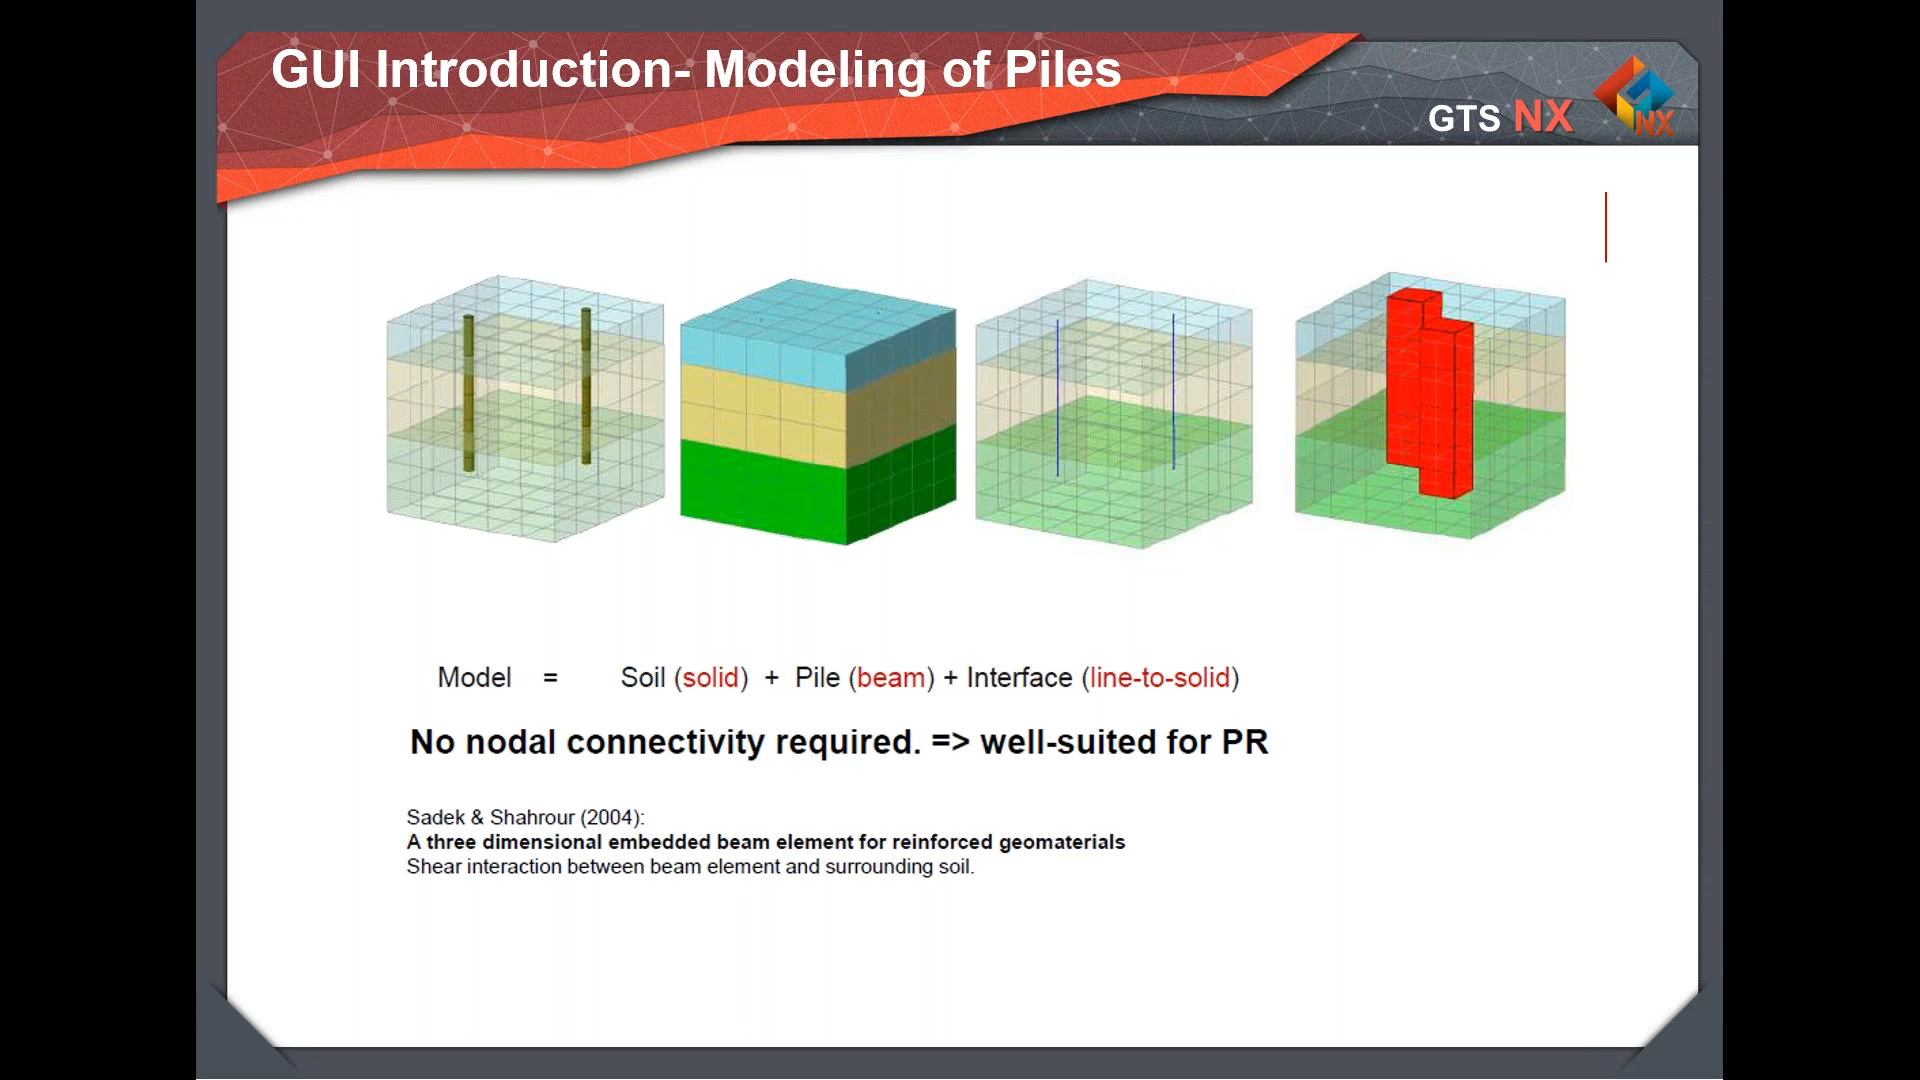 GUI Introduction- Modeling of Piles
GTS NX
NX
Model = Soil (solid) + Pile (beam) + Interface (line-to-solid)
No nodal connectivity required. => well-suited for PR
Sadek & Shahrour (2004):
A three dimensional embedded beam element for reinforced geomaterials
Shear interaction between beam element and surrounding soil.